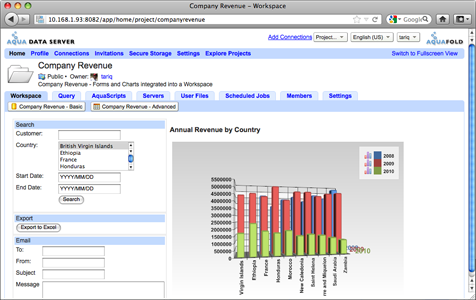 Company Revenue - Workspace
10.168.1.93:8082/app/home/project/companyrevenue
Google
AQUA DATA SERVER
Add Connections
Project...
English (US)
tariq
AQUAFOLD
Home Profile Connections Invitations Secure Storage Settings Explore Projects
Switch to Fullscreen View
Company Revenue
Public • Owner: tariq
Company Revenue - Forms and Charts integrated into a Workspace
Workspace Query AquaScripts Servers User Files Scheduled Jobs Members Settings
Company Revenue - Basic
Company Revenue - Advanced
Search
Customer:
Country:
British Virgin Islands
Ethiopia
France
Honduras
Start Date: YYYY/MM/DD
End Date: YYYY/MM/DD
Search
Export
Export to Excel
Email
To:
From:
Subject
Message
Annual Revenue by Country
2008
2009
2010
5500000
5000000
4500000
4000000
3500000
3000000
2500000
2000000
1500000
1000000
500000
0
Virgin Islands
Ethiopia
France
Honduras
Morocco
New Caledonia
Saint Helena
rre and Miquelon
Saudi Arabia
Zambia
2010